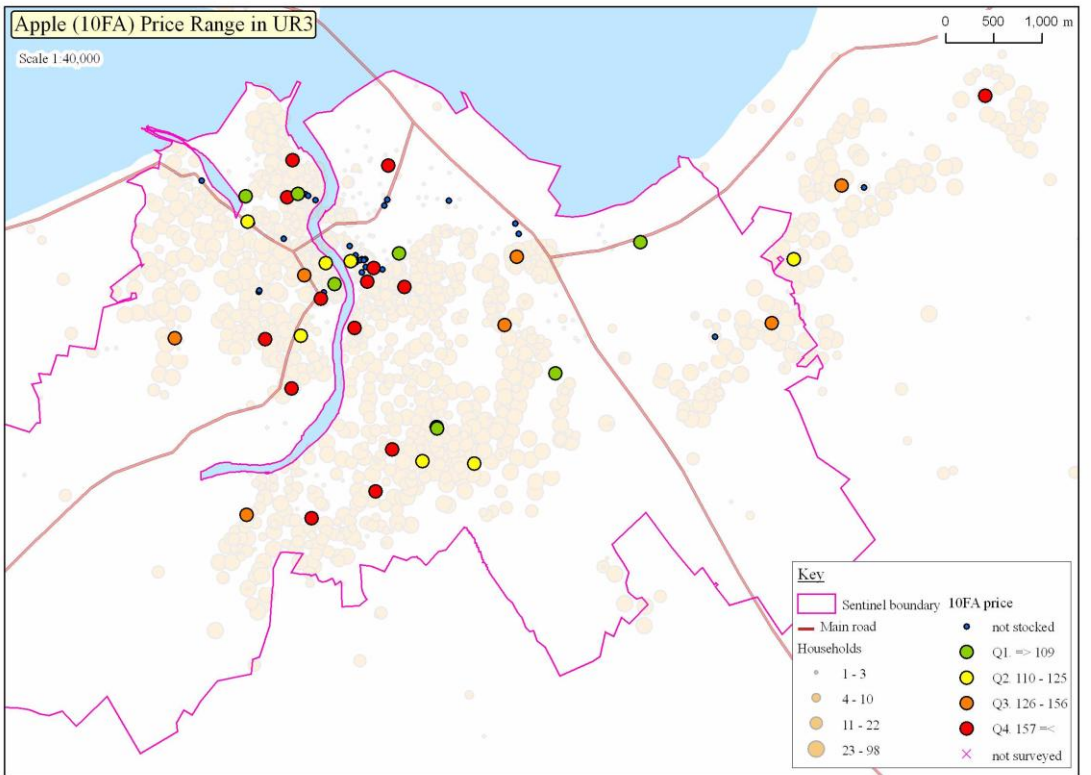 Apple (10FA) Price Range in UR3
Scale 1:40,000
0 500 1,000 m
Key
Sentinel boundary
Main road
Households
1 - 3
4 - 10
11 - 22
23 - 98
10FA price
not stocked
Q1. => 109
Q2. 110 - 125
Q3. 126 - 156
Q4. 157 =<
not surveyed